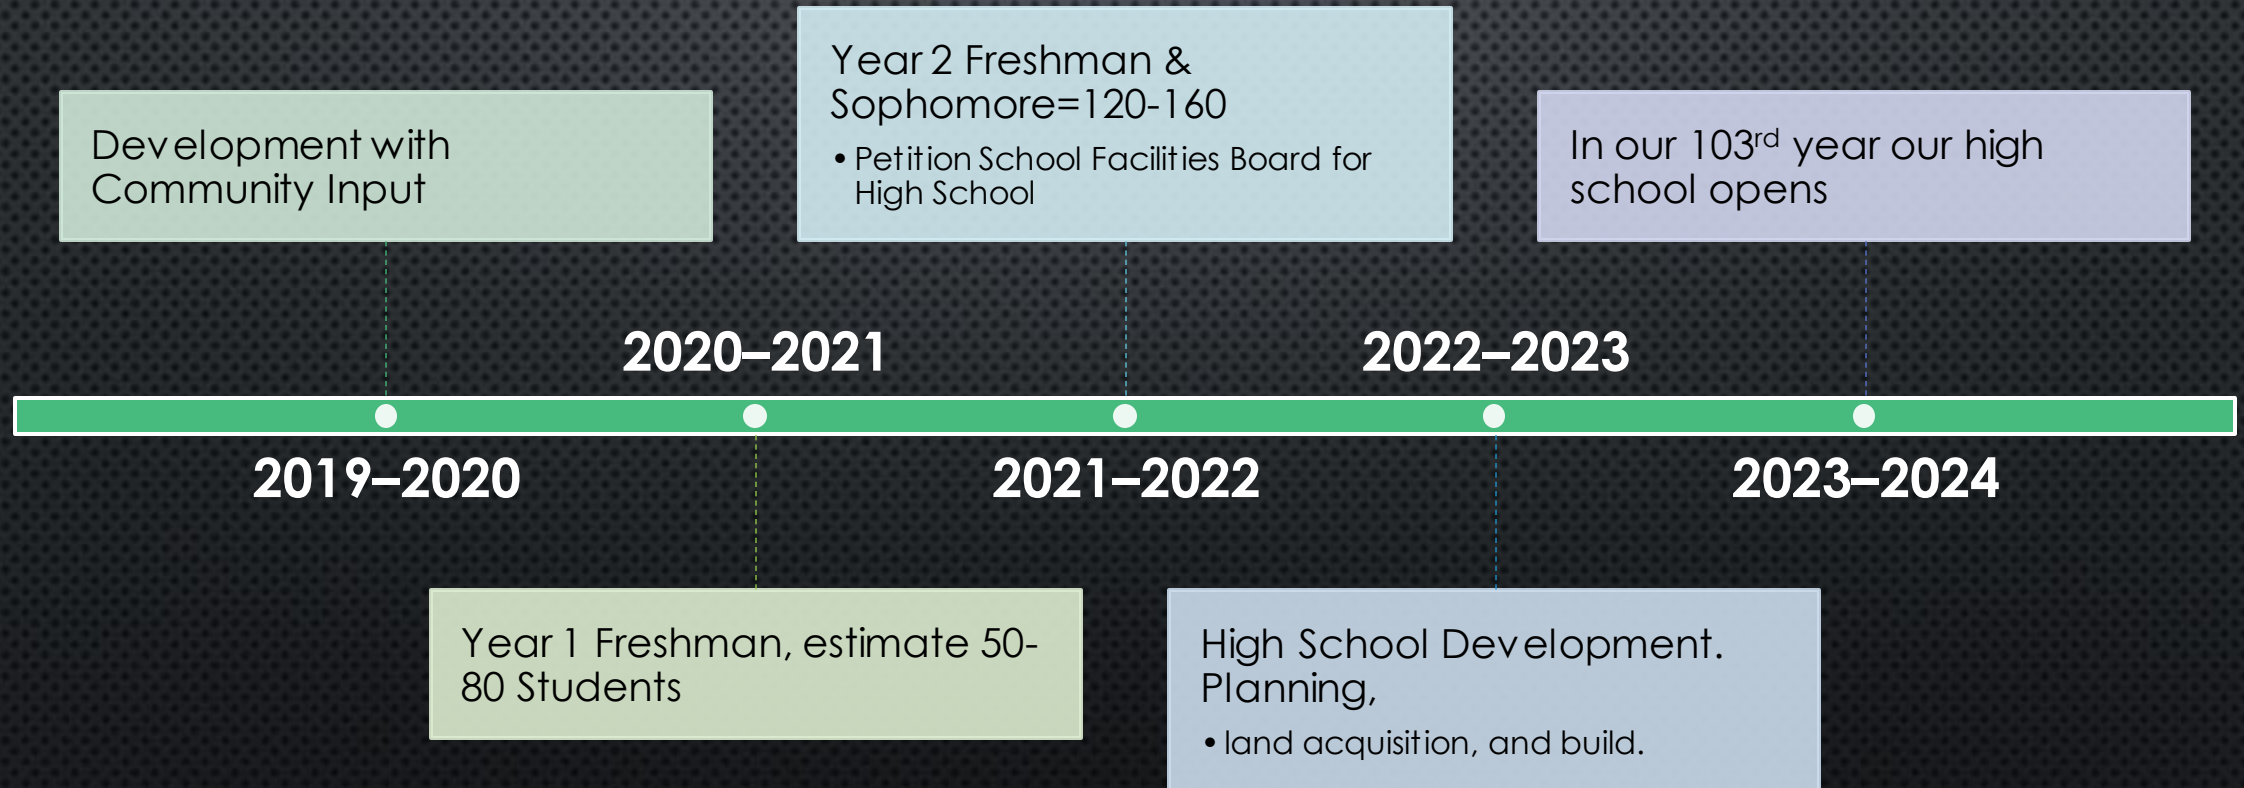 Development with
Community Input
2019–2020
2020–2021
Year 1 Freshman, estimate 50-
80 Students
Year 2 Freshman &
Sophomore=120-160
• Petition School Facilities Board for
High School
2021–2022
2022–2023
High School Development.
Planning,
• land acquisition, and build.
In our 103rd year our high
school opens
2023–2024